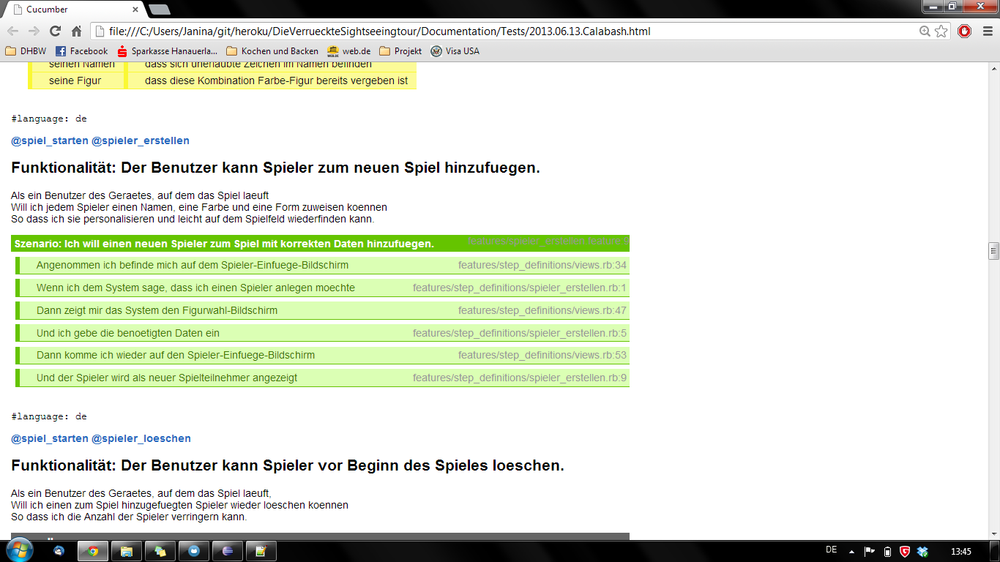 Cucumber
file:///C:/Users/Janina/git/heroku/DieVerrueckteSightseeingtour/Documentation/Tests/2013.06.13.Calabash.html
DHBW Facebook Sparkasse Hanauerla... Kochen und Backen web.de Projekt Visa USA
seinen Namen dass sich unerlaubte Zeichen im Namen befinden
seine Figur dass diese Kombination Farbe-Figur bereits vergeben ist
#language: de
@spiel_starten @spieler_erstellen
Funktionalität: Der Benutzer kann Spieler zum neuen Spiel hinzufuegen.
Als ein Benutzer des Geraetes, auf dem das Spiel laeuft
Will ich jedem Spieler einen Namen, eine Farbe und eine Form zuweisen koennen
So dass ich sie personalisieren und leicht auf dem Spielfeld wiederfinden kann.
Szenario: Ich will einen neuen Spieler zum Spiel mit korrekten Daten hinzufuegen. features/spieler_erstellen.feature:9
Angenommen ich befinde mich auf dem Spieler-Einfuege-Bildschirm features/step_definitions/views.rb:34
Wenn ich dem System sage, dass ich einen Spieler anlegen moechte features/step_definitions/spieler_erstellen.rb:1
Dann zeigt mir das System den Figurwahl-Bildschirm features/step_definitions/views.rb:47
Und ich gebe die benoetigten Daten ein features/step_definitions/spieler_erstellen.rb:5
Dann komme ich wieder auf den Spieler-Einfuege-Bildschirm features/step_definitions/views.rb:53
Und der Spieler wird als neuer Spielteilnehmer angezeigt features/step_definitions/spieler_erstellen.rb:9
#language: de
@spiel_starten @spieler_loeschen
Funktionalität: Der Benutzer kann Spieler vor Beginn des Spieles loeschen.
Als ein Benutzer des Geraetes, auf dem das Spiel laeuft,
Will ich einen zum Spiel hinzugefuegten Spieler wieder loeschen koennen
So dass ich die Anzahl der Spieler verringern kann.
DE 13:45